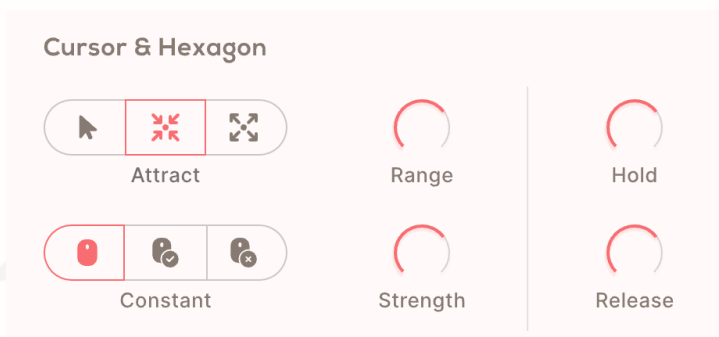 Cursor & Hexagon
Attract
Range
Hold
Constant
Strength
Release